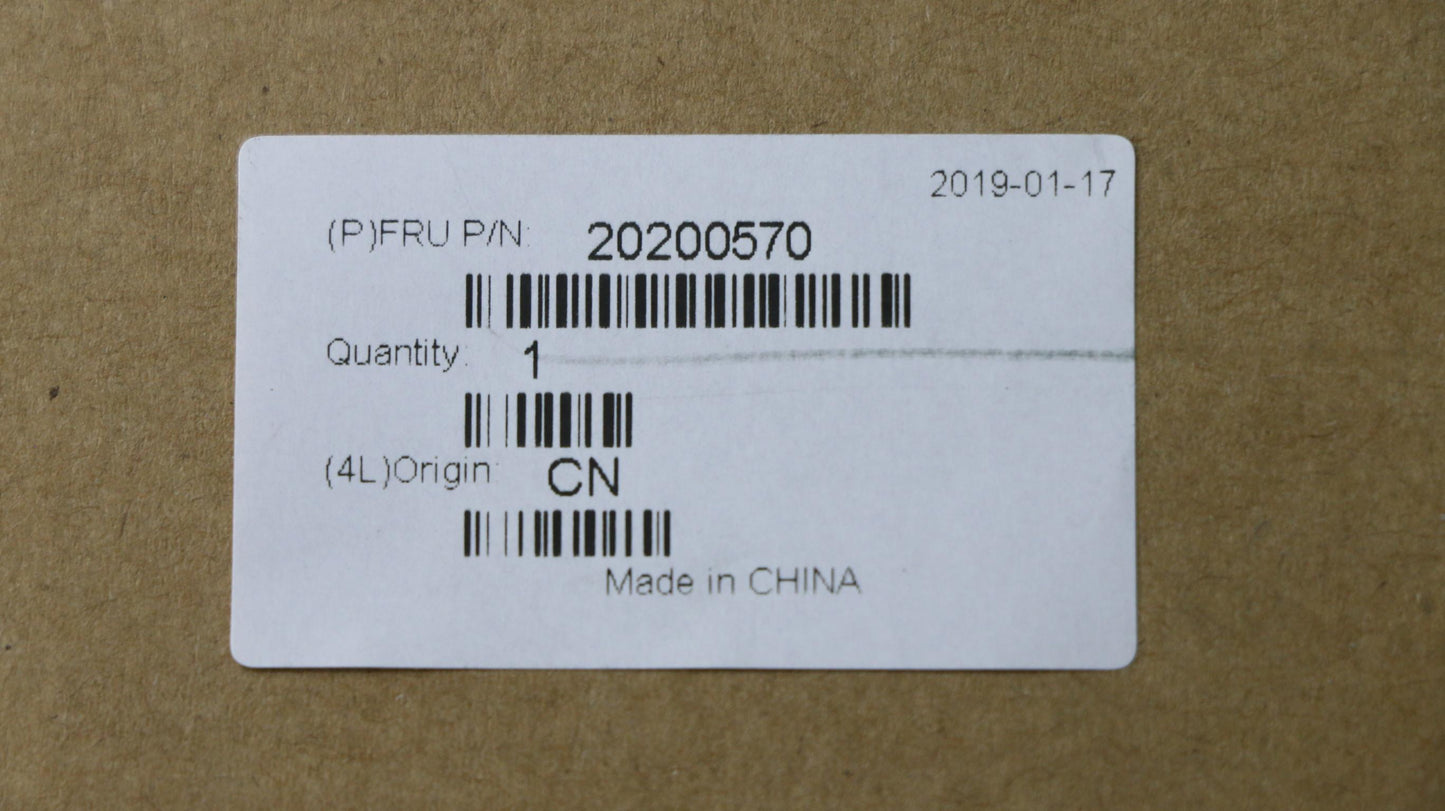 2019-01-17
(P)FRU P/N: 20200570
Quantity: 1
(4L)Origin: CN
Made in CHINA